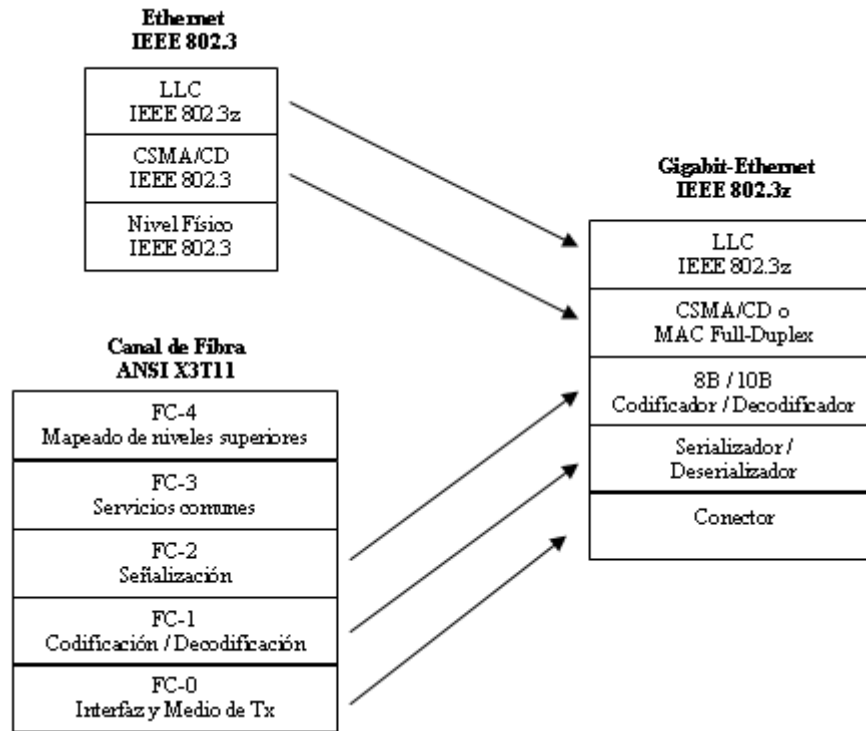 Ethernet
IEEE 802.3
LLC
IEEE 802.3z
CSMA/CD
IEEE 802.3
Nivel Físico
IEEE 802.3
Gigabit-Ethernet
IEEE 802.3z
LLC
IEEE 802.3z
CSMA/CD o
MAC Full-Duplex
8B / 10B
Codificador / Decodificador
Serializador /
Deserializador
Conector
Canal de Fibra
ANSI X3T11
FC-4
Mapeado de niveles superiores
FC-3
Servicios comunes
FC-2
Señalización
FC-1
Codificación / Decodificación
FC-0
Interfaz y Medio de Tx